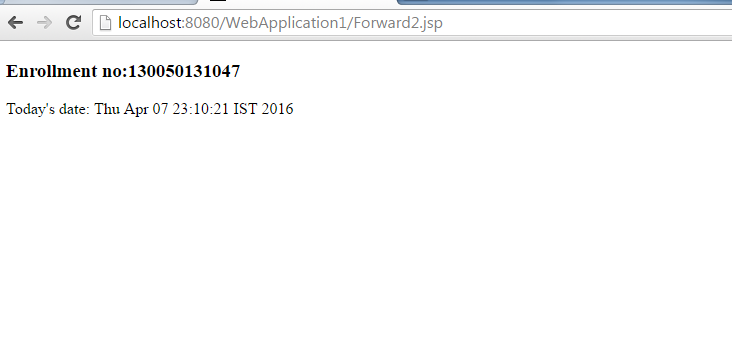 localhost:8080/WebApplication1/Forward2.jsp
Enrollment no:130050131047
Today's date: Thu Apr 07 23:10:21 IST 2016